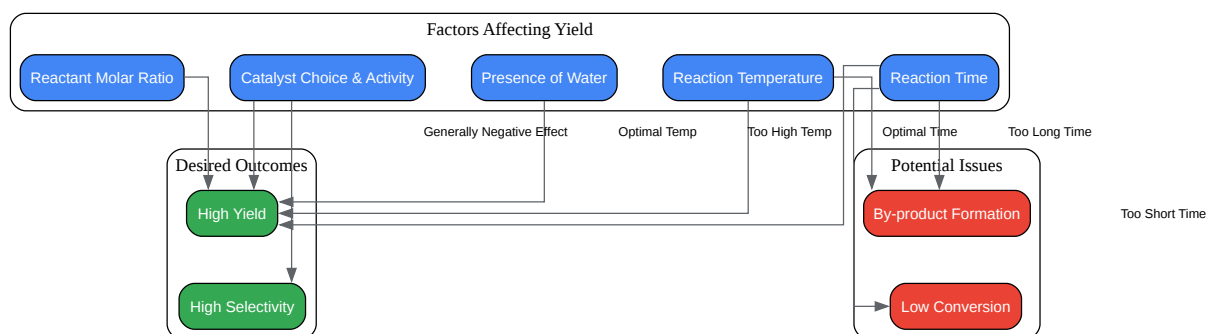 Factors Affecting Yield
Reactant Molar Ratio
Catalyst Choice & Activity
Presence of Water
Reaction Temperature
Reaction Time
Generally Negative Effect
Optimal Temp
Too High Temp
Optimal Time
Too Long Time
Desired Outcomes
Potential Issues
High Yield
By-product Formation
Too Short Time
High Selectivity
Low Conversion